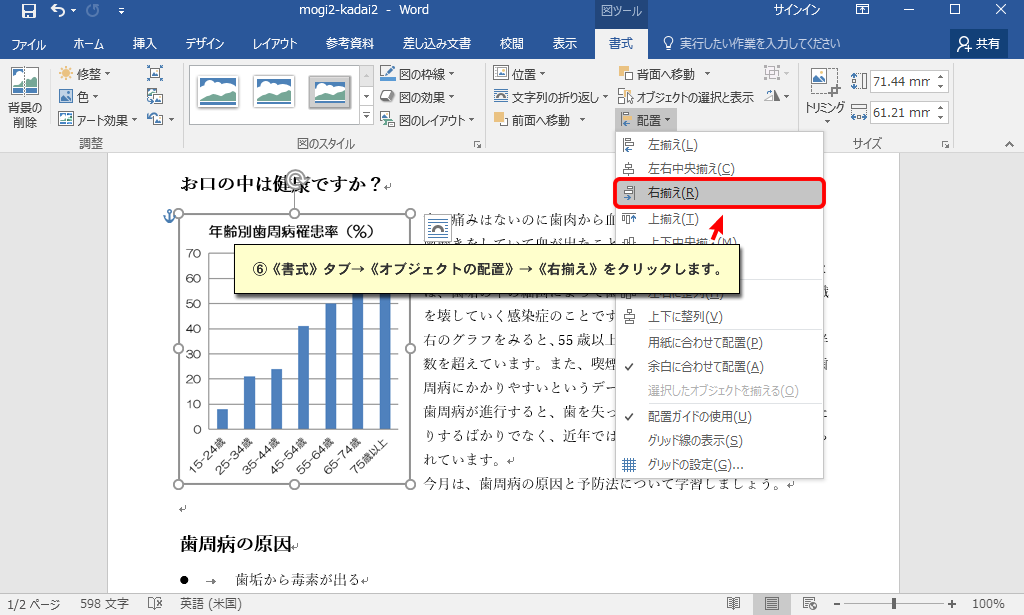 mogi2-kadai2 - Word
図ツール
サインイン
ファイル ホーム 挿入 デザイン レイアウト 参考資料 差し込み文書 校閲 表示 書式 実行したい作業を入力してください 共有
背景の削除
修整
色
アート効果
調整
図のスタイル
図の枠線
図の効果
図のレイアウト
位置
文字列の折り返し
前面へ移動
背面へ移動
オブジェクトの選択と表示
配置
トリミング
71.44 mm
61.21 mm
サイズ
左揃え(L)
左右中央揃え(C)
右揃え(R)
上揃え(T)
上下中央揃え(M)
左右に整列(H)
上下に整列(V)
用紙に合わせて配置(P)
余白に合わせて配置(A)
選択したオブジェクトを揃える(O)
配置ガイドの使用(U)
グリッド線の表示(S)
グリッドの設定(G)...
⑥《書式》タブ→《オブジェクトの配置》→《右揃え》をクリックします。
お口の中は健康ですか？
年齢別歯周病罹患率（%）
70
60
50
40
30
20
10
0
15-24歳
25-34歳
35-44歳
45-54歳
55-64歳
65-74歳
75歳以上
痛みはないのに歯肉から血
を壊していく感染症のことです
右のグラフをみると、55 歳以上
数を超えています。また、喫煙
周病にかかりやすいというデー
歯周病が進行すると、歯を失っ
りするばかりでなく、近年では
れています。
今月は、歯周病の原因と予防法について学習しましょう。
歯周病の原因
● → 歯垢から毒素が出る
1/2 ページ 598 文字 英語 (米国) 100%